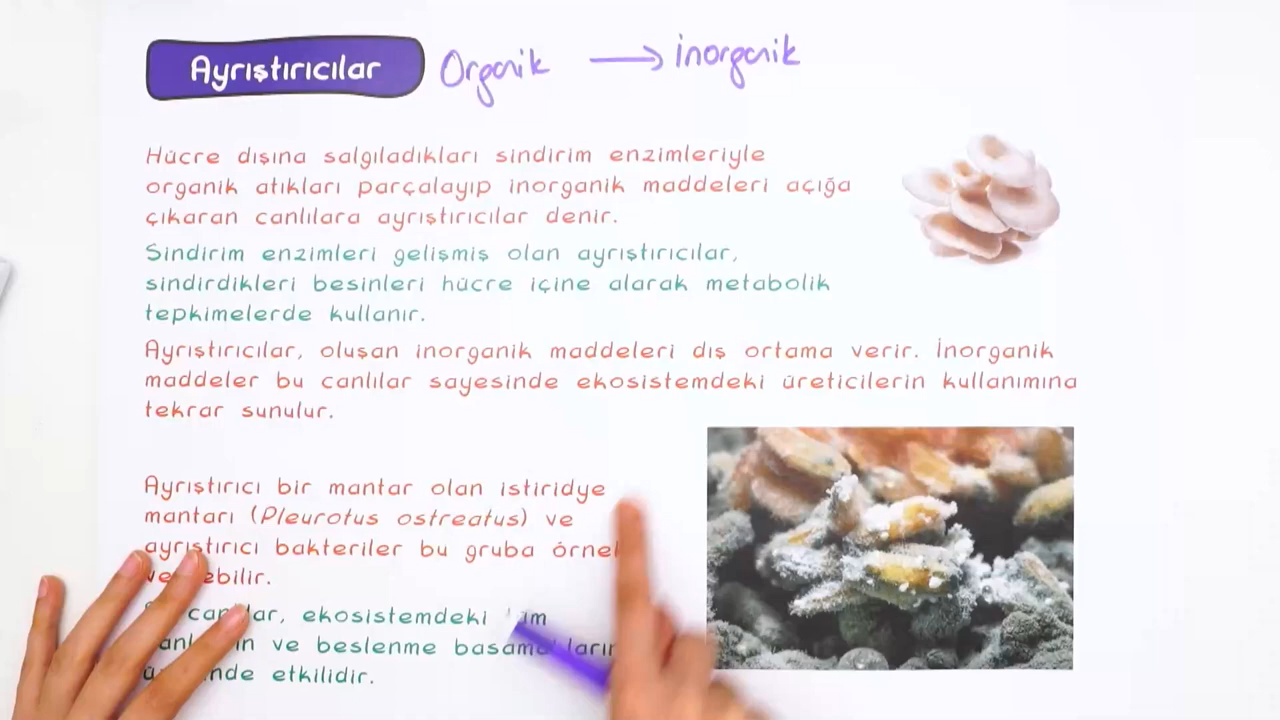 Ayrıştırıcılar Organik → inorganik
Hücre dışına salgıladıkları sindirim enzimleriyle
organik atıkları parçalayıp inorganik maddeleri açığa
çıkaran canlılara ayrıştırıcılar denir.
Sindirim enzimleri gelişmiş olan ayrıştırıcılar,
sindirdikleri besinleri hücre içine alarak metabolik
tepkimelerde kullanır.
Ayrıştırıcılar, oluşan inorganik maddeleri dış ortama verir. İnorganik
maddeler bu canlılar sayesinde ekosistemdeki üreticilerin kullanımına
tekrar sunulur.
Ayrıştırıcı bir mantar olan istiridye
mantarı (Pleurotus ostreatus) ve
ayrıştırıcı bakteriler bu gruba
ekosistemdeki
ve beslenme
etkilidir.